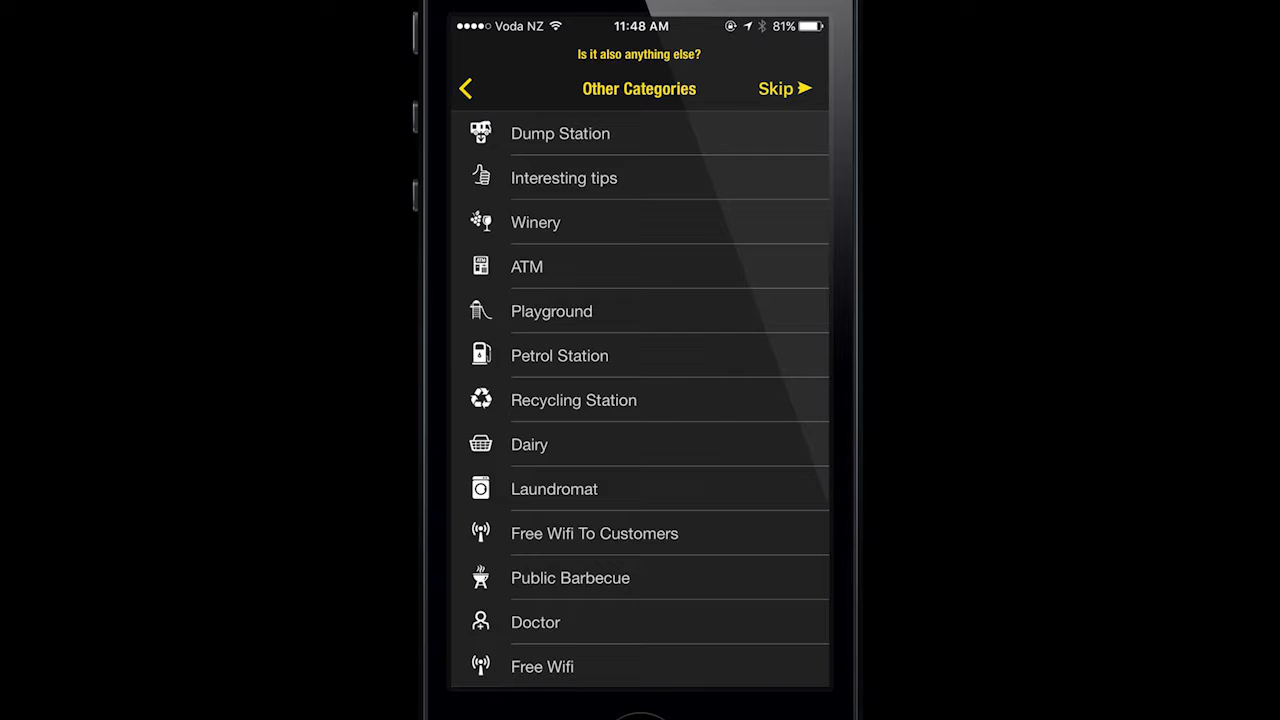 Voda NZ 11:48 AM 81%
Is it also anything else?
Other Categories Skip
Dump Station
Interesting tips
Winery
ATM
Playground
Petrol Station
Recycling Station
Dairy
Laundromat
Free Wifi To Customers
Public Barbecue
Doctor
Free Wifi